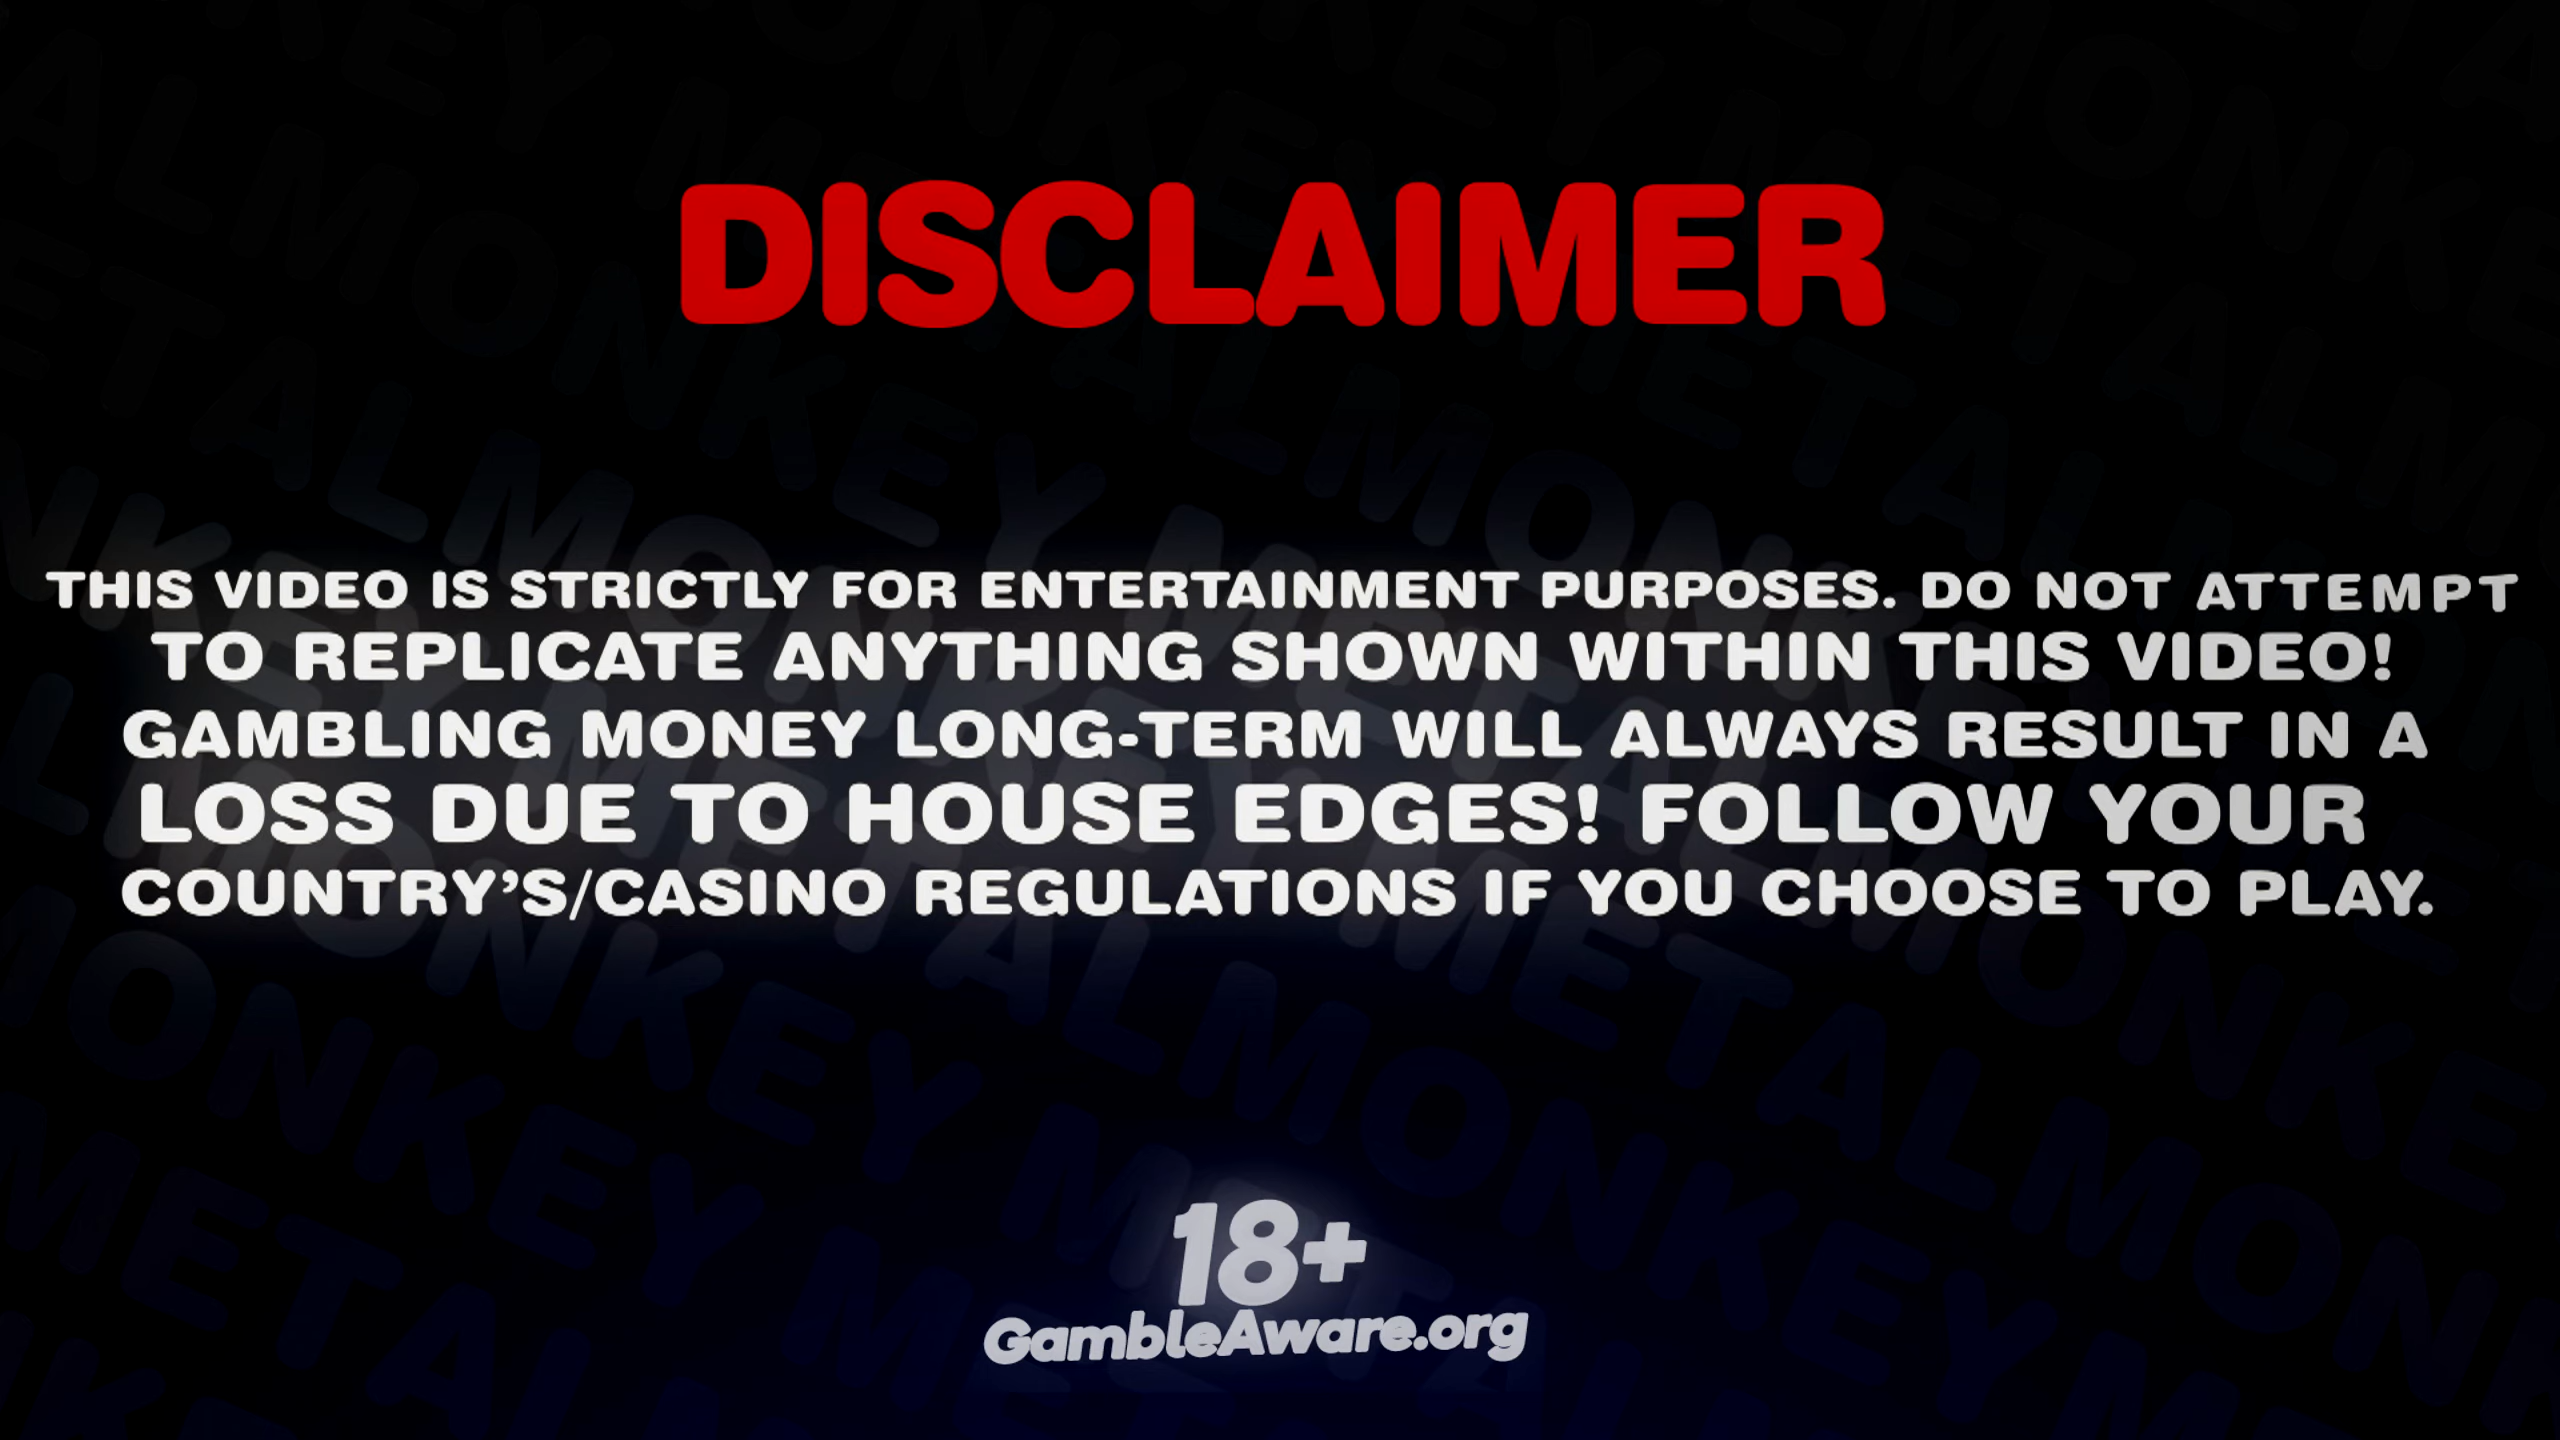 DISCLAIMER
THIS VIDEO IS STRICTLY FOR ENTERTAINMENT PURPOSES. DO NOT ATTEMPT
TO REPLICATE ANYTHING SHOWN WITHIN THIS VIDEO!
GAMBLING MONEY LONG-TERM WILL ALWAYS RESULT IN A
LOSS DUE TO HOUSE EDGES! FOLLOW YOUR
COUNTRY’S/CASINO REGULATIONS IF YOU CHOOSE TO PLAY.
18+
GambleAware.org